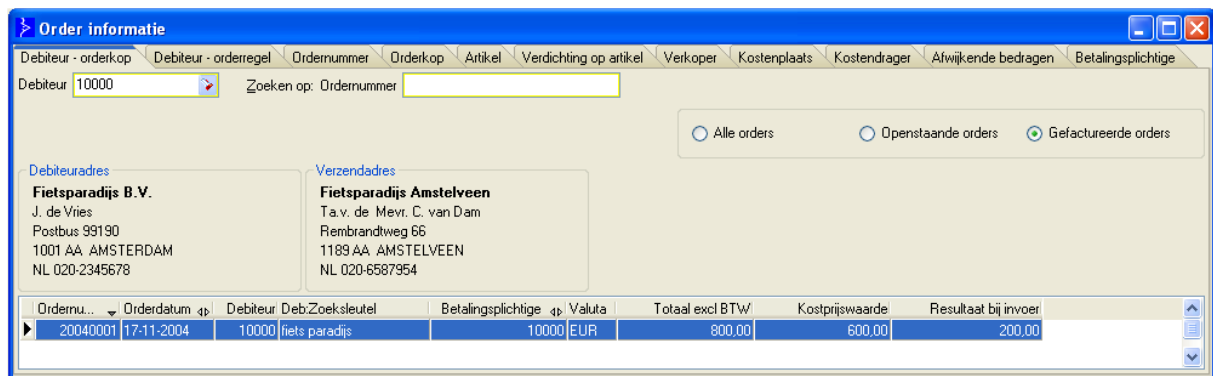 Order informatie
Debiteur - orderkop Debiteur - orderregel Ordernummer Orderkop Artikel Verdichting op artikel Verkoper Kostenplaats Kostendrager Afwijkende bedragen Betalingsplichtige
Debiteur 10000 Zoeken op: Ordernummer
Alle orders Openstaande orders Gefactureerde orders
Debiteuradres
Fietsparadijs B.V.
J. de Vries
Postbus 99190
1001 AA AMSTERDAM
NL 020-2345678
Verzendadres
Fietsparadijs Amstelveen
T.a.v. de Mevr. C. van Dam
Rembrandtweg 66
1189 AA AMSTELVEEN
NL 020-6587954
Ordernu... Orderdatum Debiteur Deb:Zoeksleutel Betalingsplichtige Valuta Totaal excl BTW Kostprijswaarde Resultaat bij invoer
20040001 17-11-2004 10000 fiets paradijs 10000 EUR 800,00 600,00 200,00